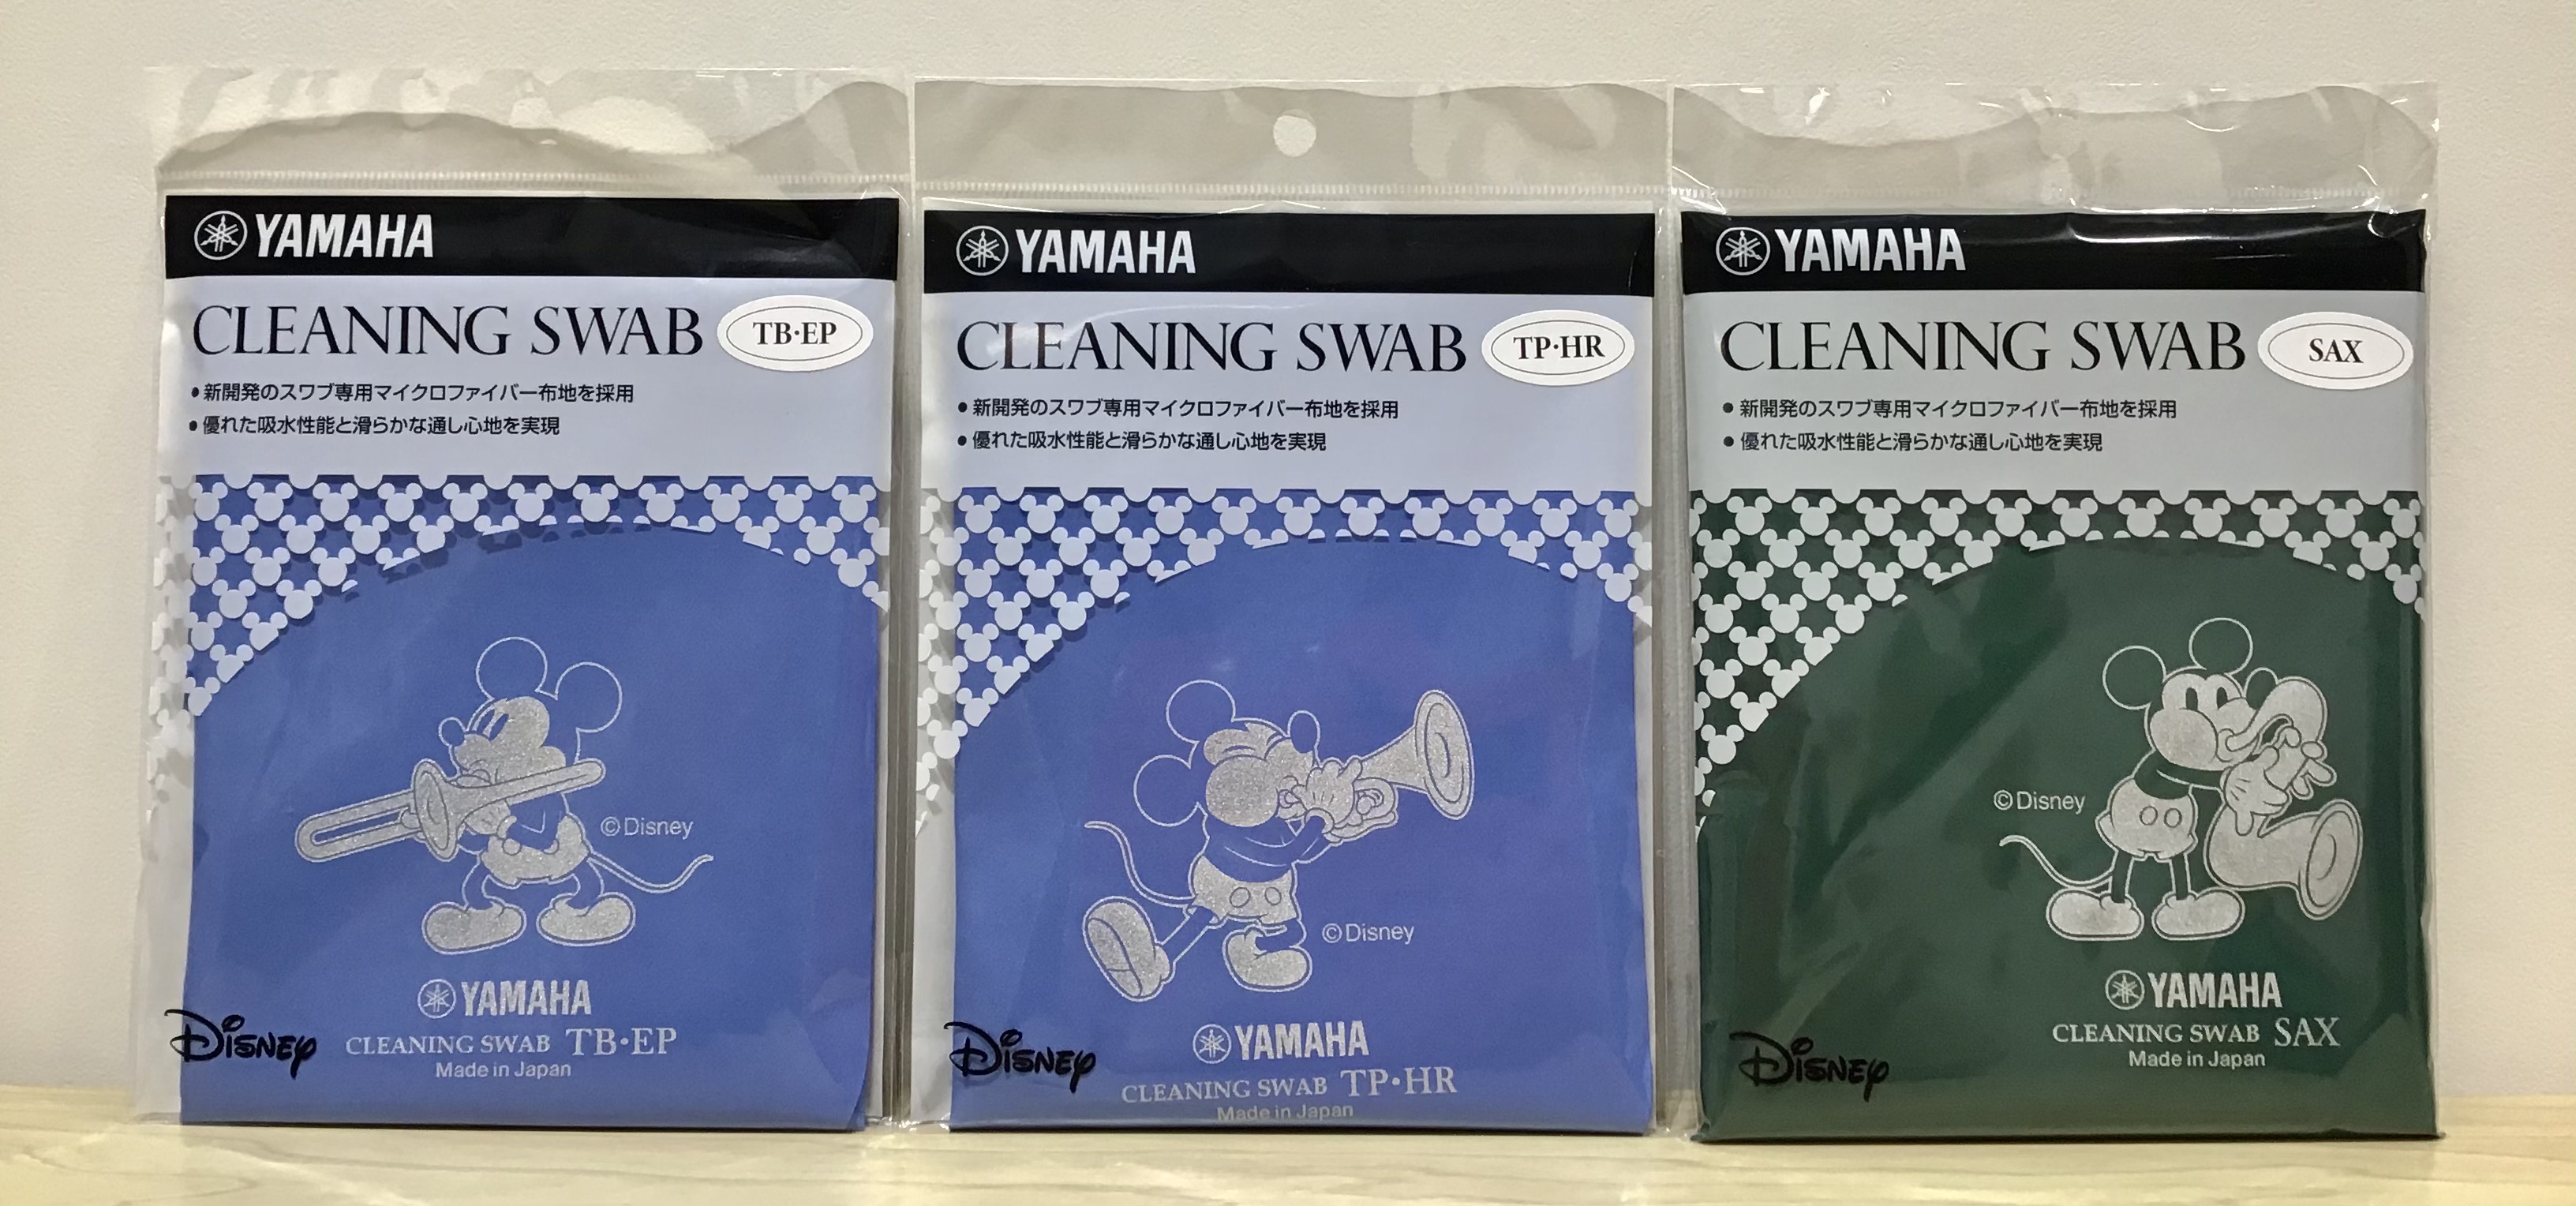 YAMAHA
CLEANING SWAB TB·EP
•新開発のスワブ専用マイクロファイバー布地を採用
•優れた吸水性能と滑らかな通し心地を実現
©Disney
YAMAHA
CLEANING SWAB TB·EP
Made in Japan
Disney
YAMAHA
CLEANING SWAB TP·HR
•新開発のスワブ専用マイクロファイバー布地を採用
•優れた吸水性能と滑らかな通し心地を実現
©Disney
YAMAHA
CLEANING SWAB TP·HR
Made in Japan
Disney
YAMAHA
CLEANING SWAB SAX
•新開発のスワブ専用マイクロファイバー布地を採用
•優れた吸水性能と滑らかな通し心地を実現
©Disney
YAMAHA
CLEANING SWAB SAX
Made in Japan
Disney